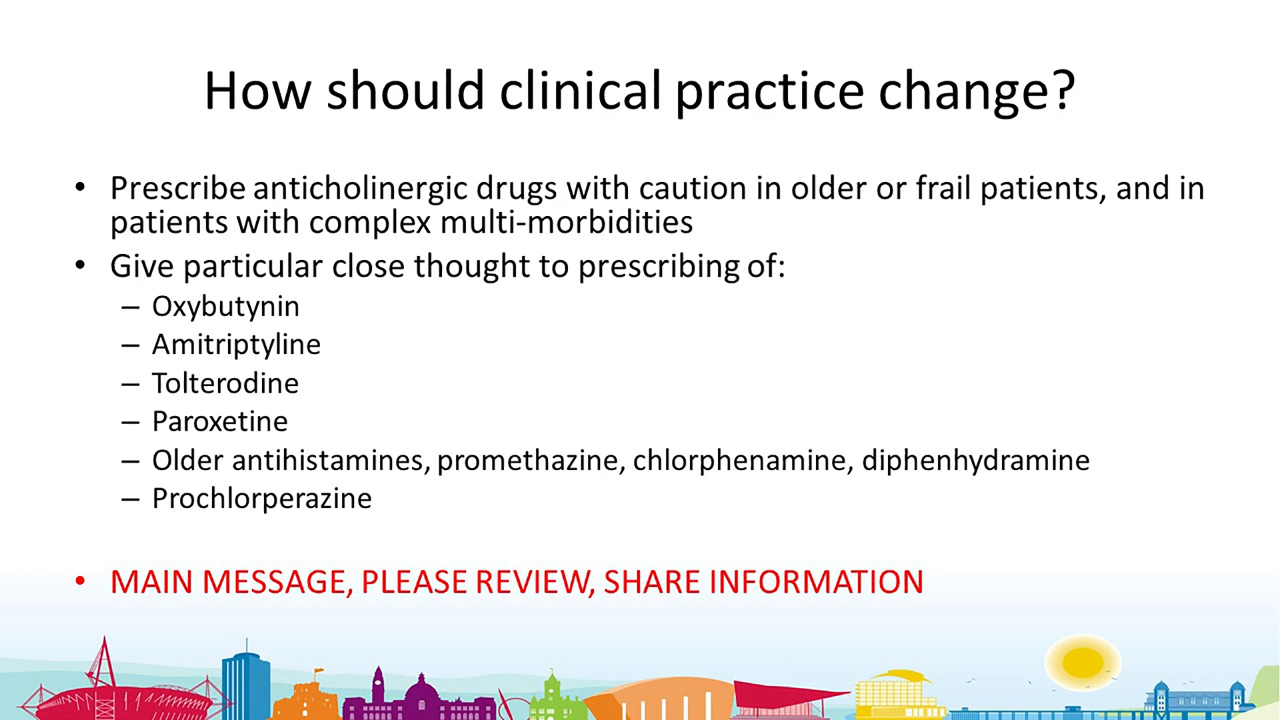 How should clinical practice change?
• Prescribe anticholinergic drugs with caution in older or frail patients, and in
patients with complex multi-morbidities
• Give particular close thought to prescribing of:
– Oxybutynin
– Amitriptyline
– Tolterodine
– Paroxetine
– Older antihistamines, promethazine, chlorphenamine, diphenhydramine
– Prochlorperazine
• MAIN MESSAGE, PLEASE REVIEW, SHARE INFORMATION